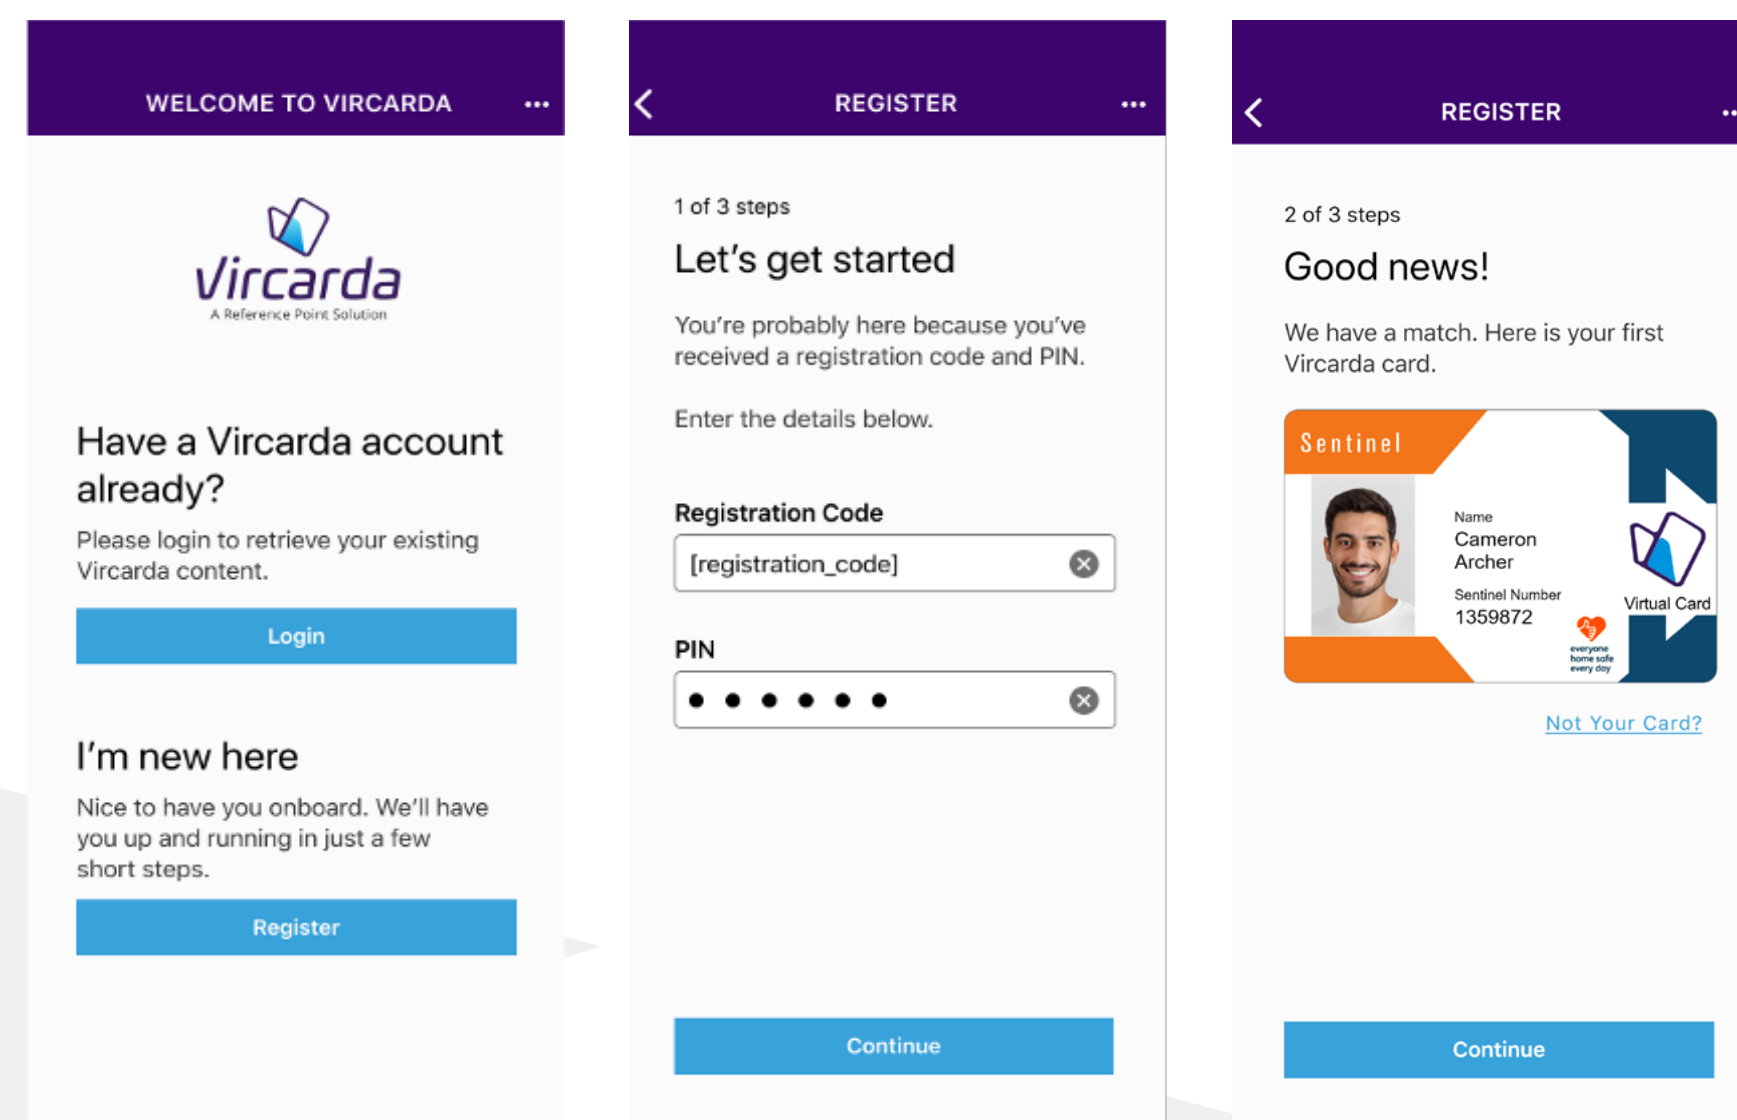 WELCOME TO VIRCARDA
Vircarda
A Reference Point Solution
Have a Vircarda account
already?
Please login to retrieve your existing
Vircarda content.
Login
I'm new here
Nice to have you onboard. We'll have
you up and running in just a few
short steps.
Register
REGISTER
1 of 3 steps
Let's get started
You're probably here because you've
received a registration code and PIN.
Enter the details below.
Registration Code
[registration_code]
PIN
Continue
REGISTER
2 of 3 steps
Good news!
We have a match. Here is your first
Vircarda card.
Sentinel
Name
Cameron
Archer
Sentinel Number
1359872
everyone
home safe
every day
Virtual Card
Not Your Card?
Continue